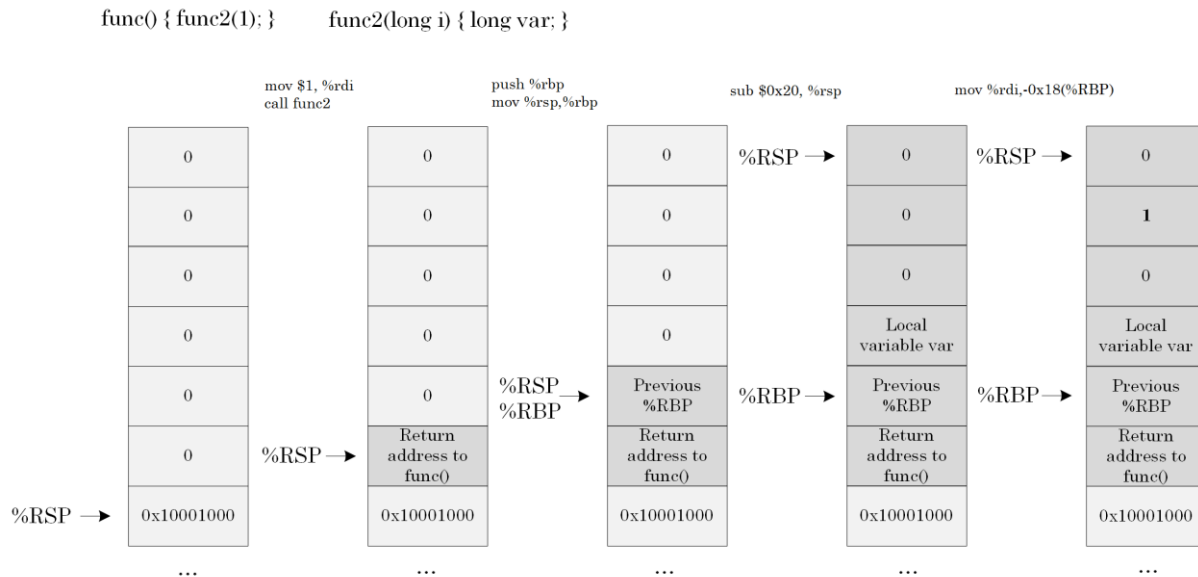 func() { func2(1); }
func2(long i) { long var; }
mov $1, %rdi
call func2
push %rbp
mov %rsp,%rbp
sub $0x20, %rsp
mov %rdi,-0x18(%RBP)
0
0
0
%RSP
0
%RSP
0
0
0
0
0
1
0
0
0
0
0
0
0
0
Local
variable var
Local
variable var
0
0
%RSP
%RBP
Previous
%RBP
%RBP
Previous
%RBP
%RBP
Previous
%RBP
0
%RSP
Return
address to
func()
Return
address to
func()
Return
address to
func()
Return
address to
func()
%RSP
0x10001000
0x10001000
0x10001000
0x10001000
0x10001000
...
...
...
...
...